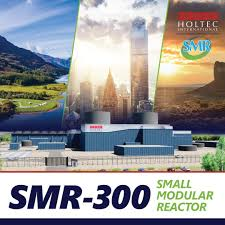 HOLTEC
INTERNATIONAL
SMR
SMR-300
SMALL
MODULAR
REACTOR